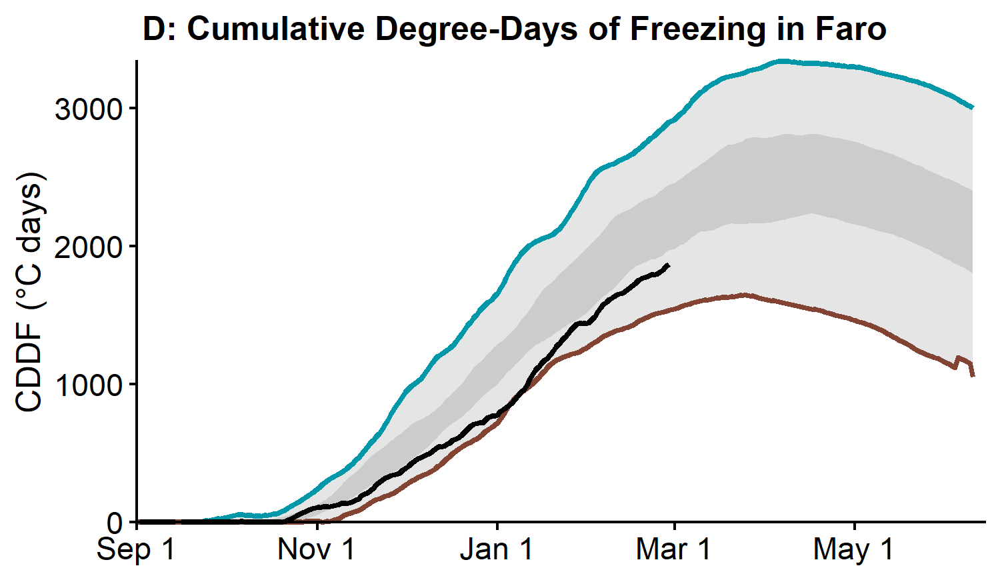 D: Cumulative Degree-Days of Freezing in Faro
CDDF (°C days)
3000
2000
1000
0
Sep 1
Nov 1
Jan 1
Mar 1
May 1